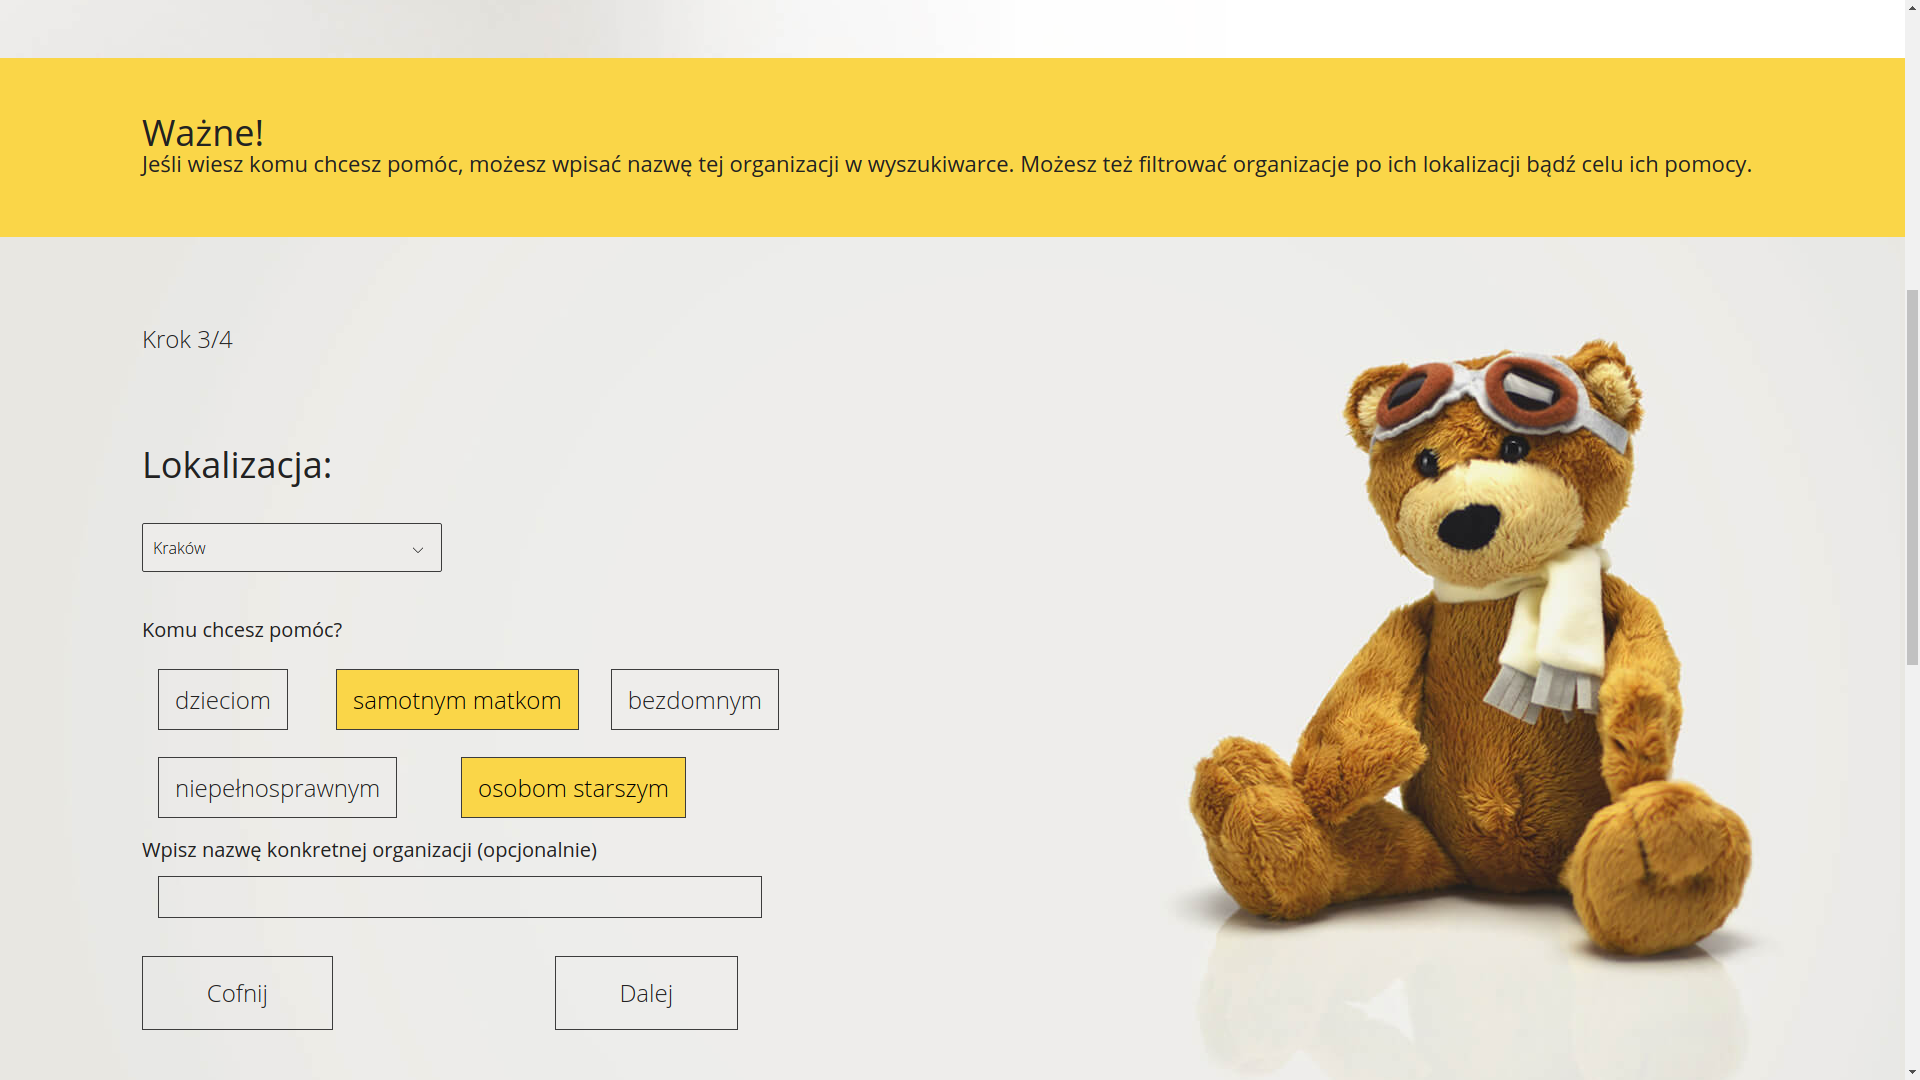 Ważne!
Jeśli wiesz komu chcesz pomóc, możesz wpisać nazwę tej organizacji w wyszukiwarce. Możesz też filtrować organizacje po ich lokalizacji bądź celu ich pomocy.
Krok 3/4
Lokalizacja:
Kraków
Komu chcesz pomóc?
dzieciom samotnym matkom bezdomnym
niepełnosprawnym osobom starszym
Wpisz nazwę konkretnej organizacji (opcjonalnie)
Cofnij Dalej